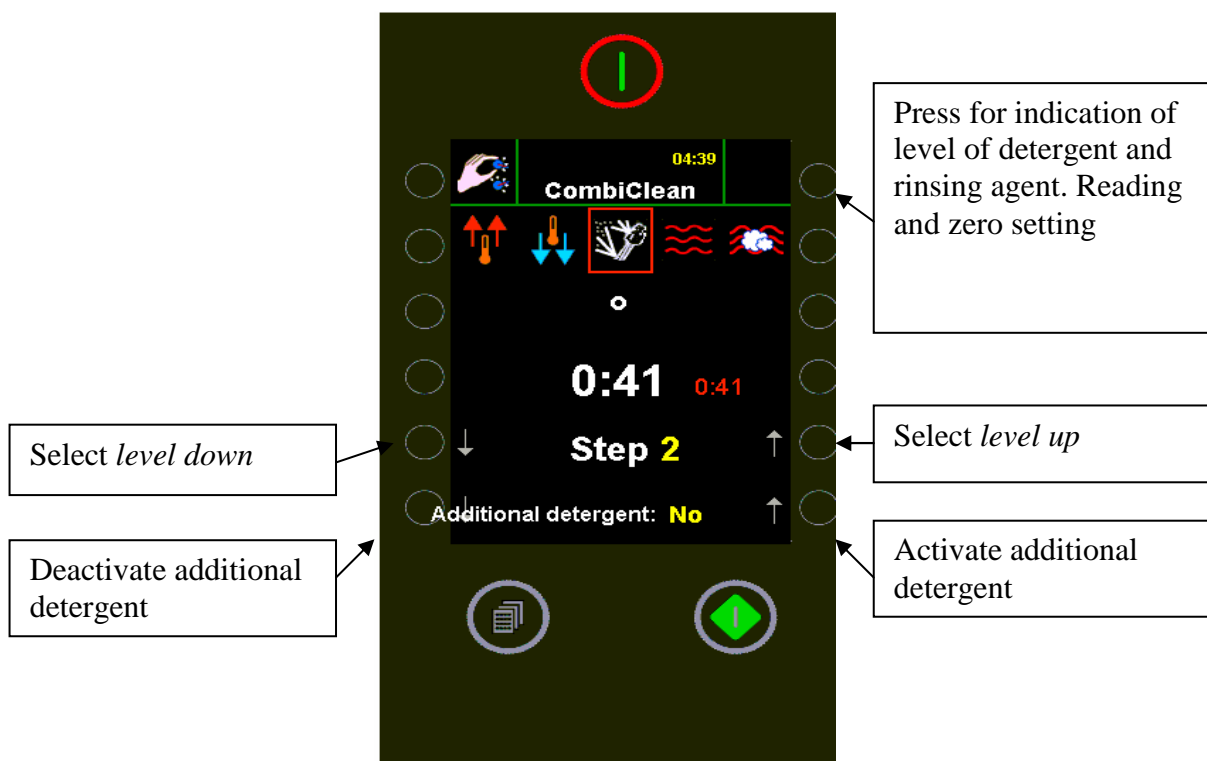 Press for indication of
level of detergent and
rinsing agent. Reading
and zero setting
04:39
CombiClean
0:41 0:41
Select level down
Step 2
Select level up
Additional detergent: No
Deactivate additional
detergent
Activate additional
detergent